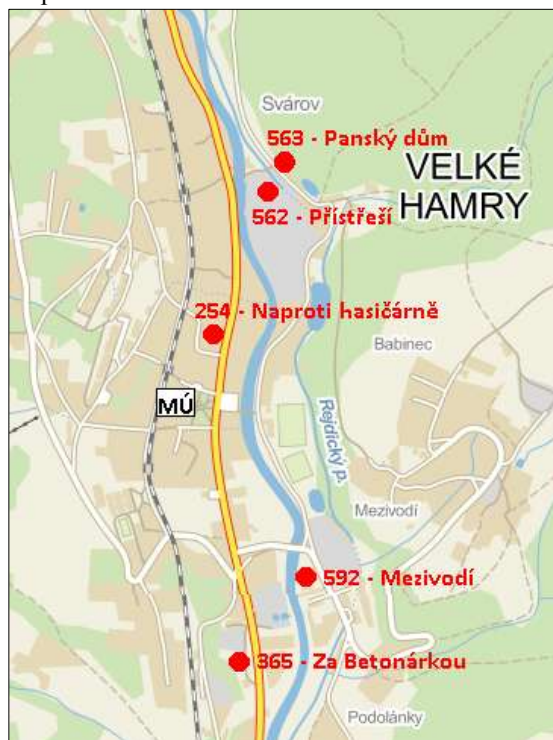 Svárov
563 - Panský dům
VELKÉ
HAMRY
562 - Přístřeší
254 - Naproti hasičárně
Babinec
MÚ
Rejdický p.
Mezivodí
592 - Mezivodí
365 - Za Betonárkou
Podolánky